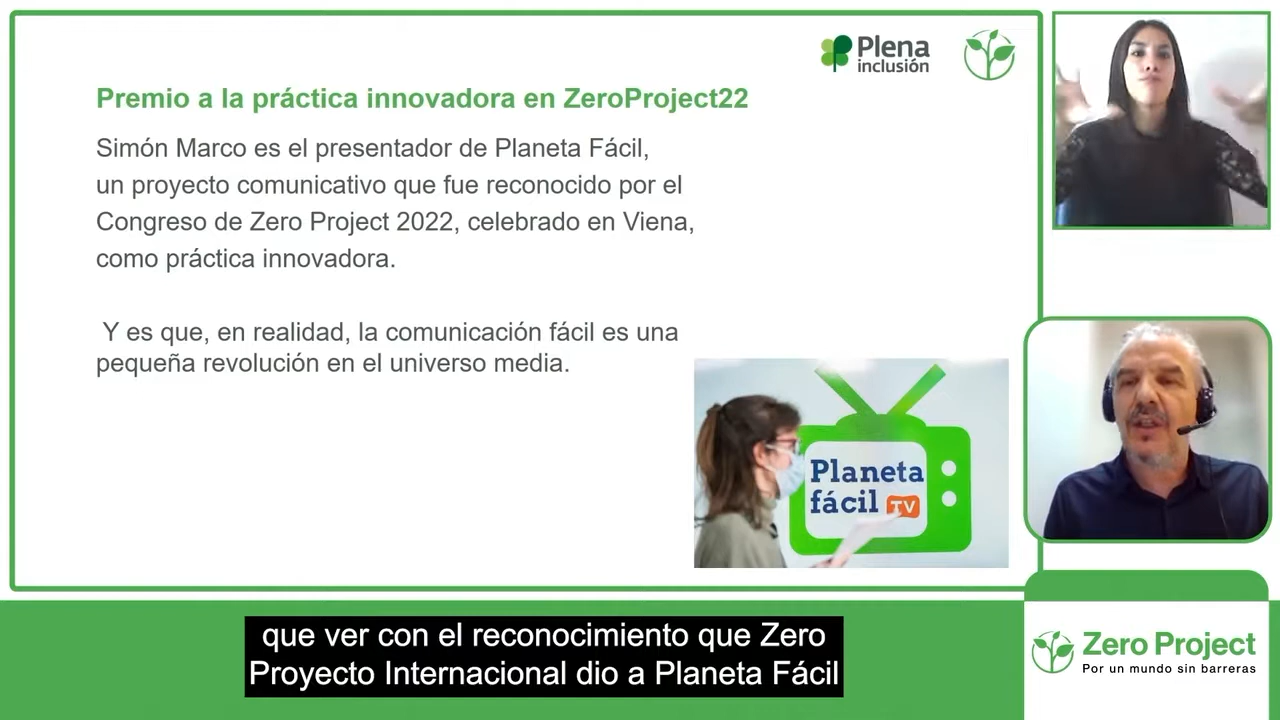 Plena
inclusión
Premio a la práctica innovadora en ZeroProject22
Simón Marco es el presentador de Planeta Fácil,
un proyecto comunicativo que fue reconocido por el
Congreso de Zero Project 2022, celebrado en Viena,
como práctica innovadora.
Y es que, en realidad, la comunicación fácil es una
pequeña revolución en el universo media.
Planeta
fácil TV
que ver con el reconocimiento que Zero
Proyecto Internacional dio a Planeta Fácil
Zero Project
Por un mundo sin barreras